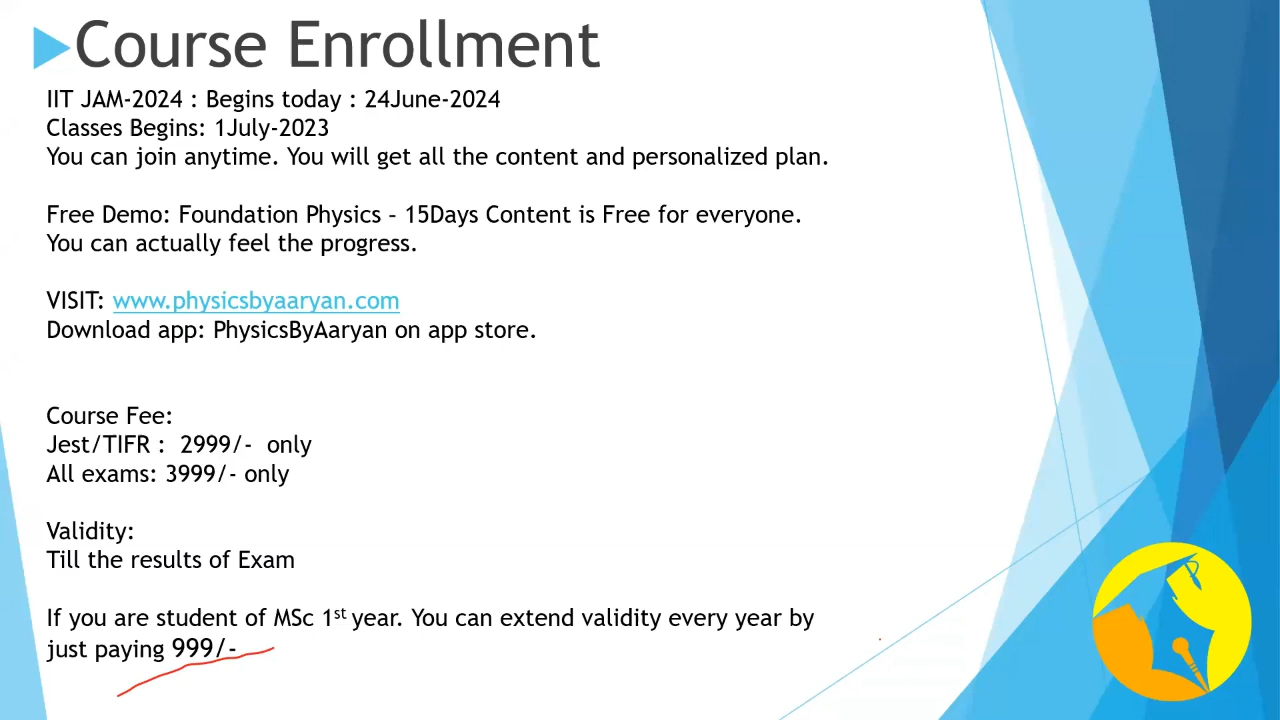 Course Enrollment
IIT JAM-2024 : Begins today : 24June-2024
Classes Begins: 1July-2023
You can join anytime. You will get all the content and personalized plan.
Free Demo: Foundation Physics – 15Days Content is Free for everyone.
You can actually feel the progress.
VISIT: www.physicsbyaaryan.com
Download app: PhysicsByAaryan on app store.
Course Fee:
Jest/TIFR :  2999/-  only
All exams: 3999/- only
Validity:
Till the results of Exam
If you are student of MSc 1st year. You can extend validity every year by
just paying 999/-